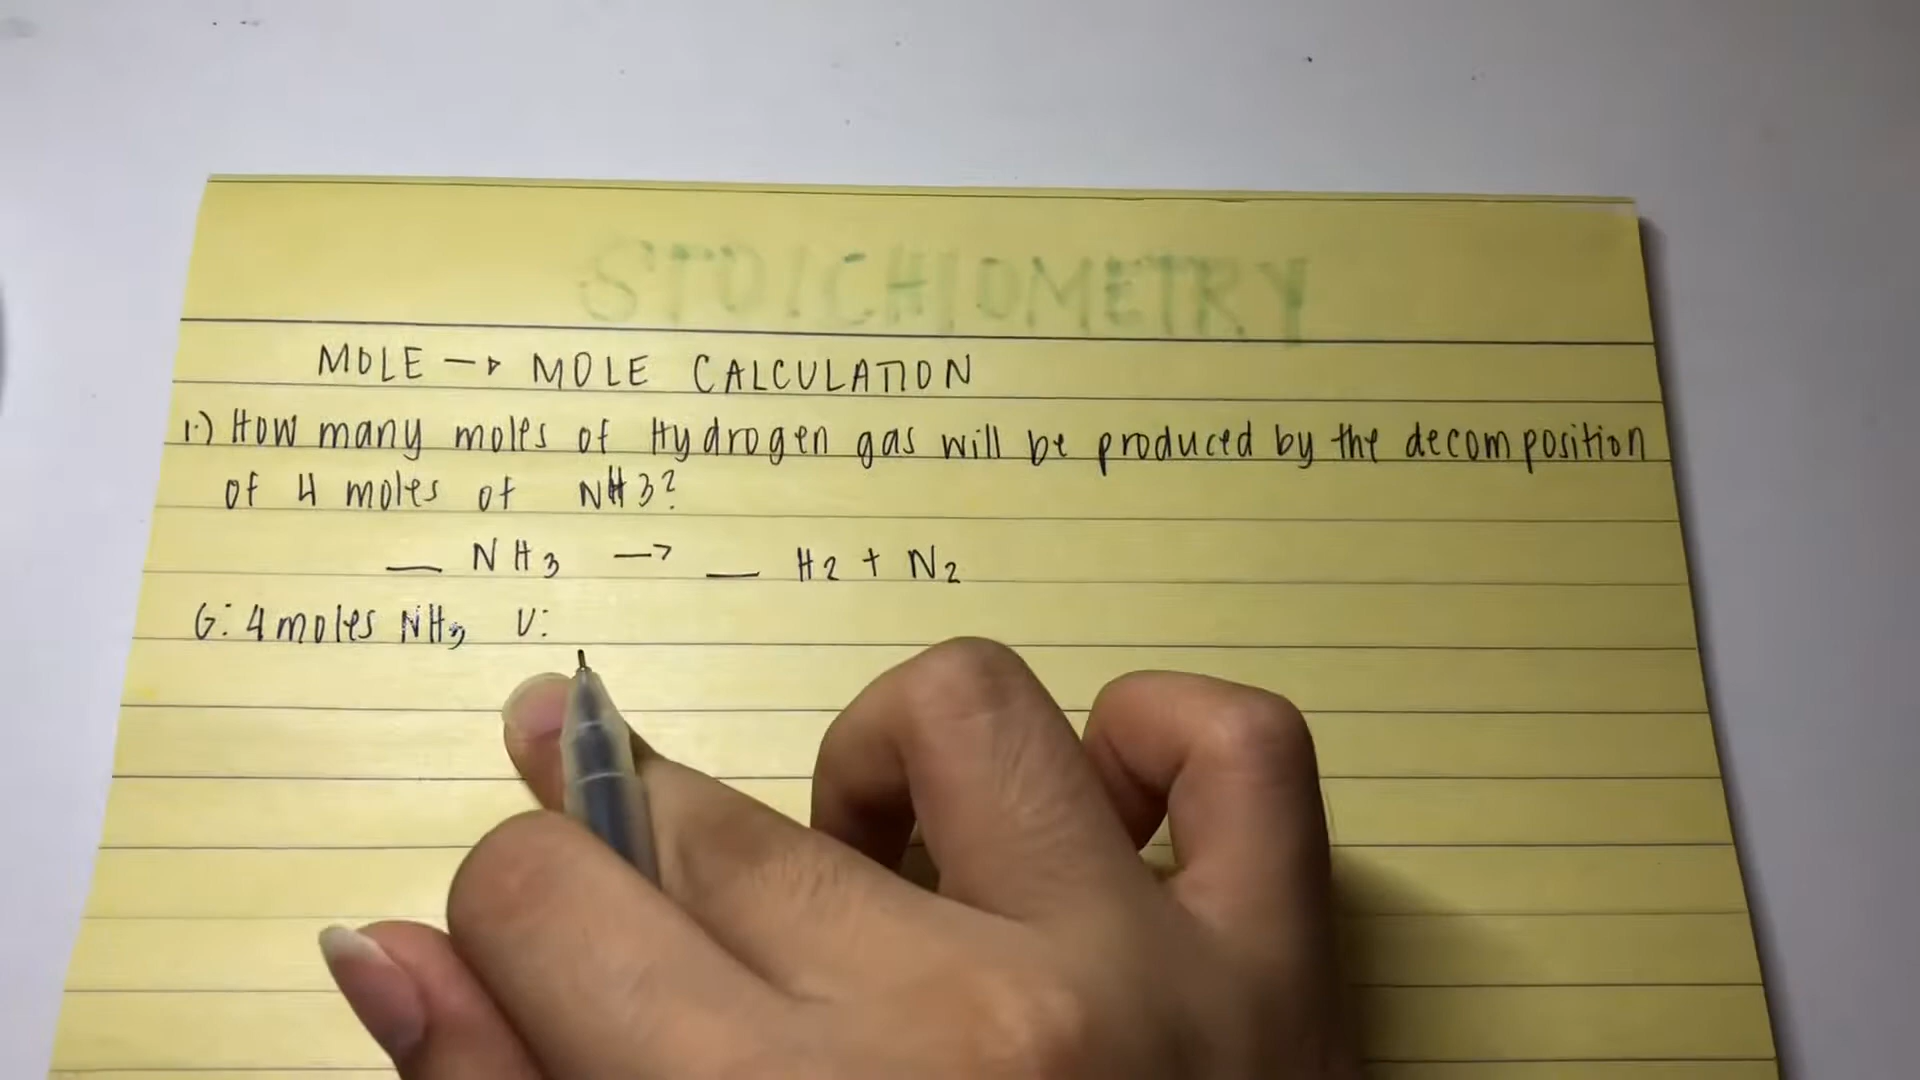 STOICHIOMETRY
MOLE → MOLE CALCULATION
1.) How many moles of Hydrogen gas will be produced by the decomposition
of 4 moles of NH3?
__ NH3 → __ H2 + N2
G: 4 moles NH3 U: